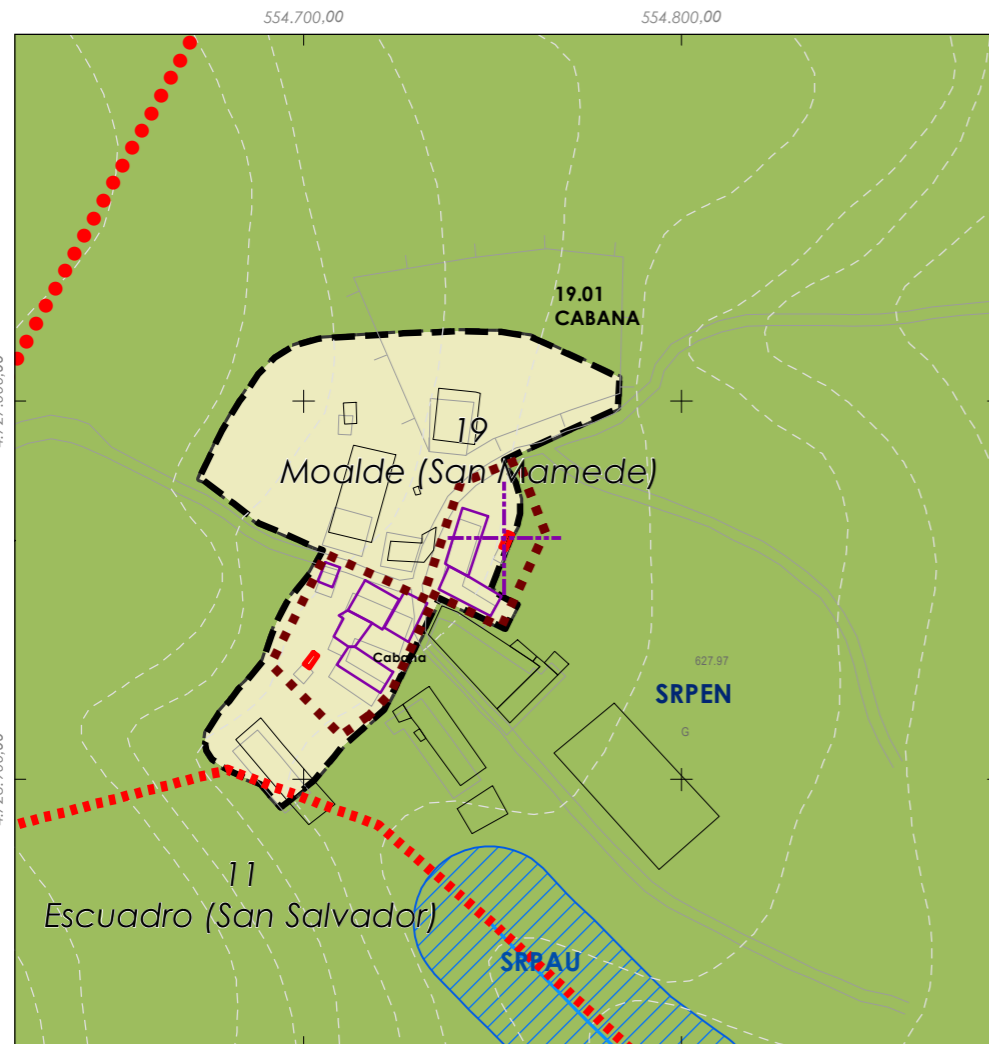 554.700,00
554.800,00
19.01
CABANA
19
Moalde (San Mamede)
Cabana
627.97
SRPEN
G
11
Escuadro (San Salvador)
SRPAU